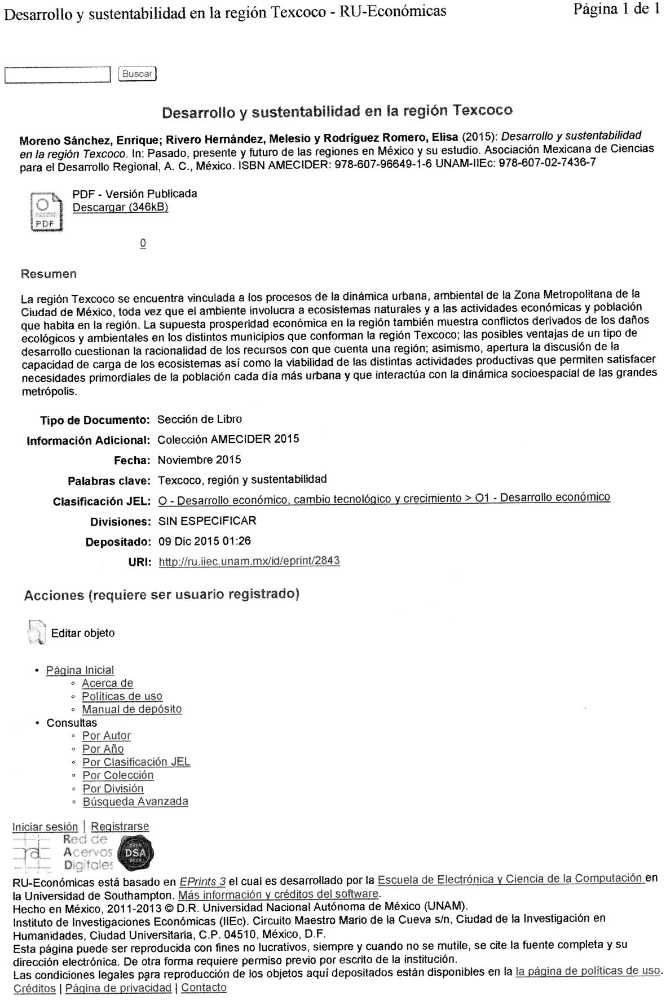 Desarrollo y sustentabilidad en la región Texcoco - RU-Económicas
Página 1 de 1
Buscar
Desarrollo y sustentabilidad en la región Texcoco
Moreno Sánchez, Enrique; Rivero Hernández, Melesio y Rodríguez Romero, Elisa (2015): Desarrollo y sustentabilidad
en la región Texcoco. In: Pasado, presente y futuro de las regiones en México y su estudio. Asociación Mexicana de Ciencias
para el Desarrollo Regional, A. C., México. ISBN AMECIDER: 978-607-96649-1-6 UNAM-IIEc: 978-607-02-7436-7
PDF - Versión Publicada
Descargar (346kB)
PDF
0
Resumen
La región Texcoco se encuentra vinculada a los procesos de la dinámica urbana, ambiental de la Zona Metropolitana de la
Ciudad de México, toda vez que el ambiente involucra a ecosistemas naturales y a las actividades económicas y población
que habita en la región. La supuesta prosperidad económica en la región también muestra conflictos derivados de los daños
ecológicos y ambientales en los distintos municipios que conforman la región Texcoco; las posibles ventajas de un tipo de
desarrollo cuestionan la racionalidad de los recursos con que cuenta una región; asimismo, apertura la discusión de la
capacidad de carga de los ecosistemas así como la viabilidad de las distintas actividades productivas que permiten satisfacer
necesidades primordiales de la población cada día más urbana y que interactúa con la dinámica socioespacial de las grandes
metrópolis.
Tipo de Documento: Sección de Libro
Información Adicional: Colección AMECIDER 2015
Fecha: Noviembre 2015
Palabras clave: Texcoco, región y sustentabilidad
Clasificación JEL: O - Desarrollo económico, cambio tecnológico y crecimiento > O1 - Desarrollo económico
Divisiones: SIN ESPECIFICAR
Depositado: 09 Dic 2015 01:26
URI: http://ru.iiec.unam.mx/id/eprint/2843
Acciones (requiere ser usuario registrado)
Editar objeto
• Página Inicial
◦ Acerca de
◦ Políticas de uso
◦ Manual de depósito
• Consultas
◦ Por Autor
◦ Por Año
◦ Por Clasificación JEL
◦ Por Colección
◦ Por División
◦ Búsqueda Avanzada
Iniciar sesión | Registrarse
rd
Red de
Acervos
Digitales
2014
DSA
RU-Económicas está basado en EPrints 3 el cual es desarrollado por la Escuela de Electrónica y Ciencia de la Computación en
la Universidad de Southampton. Más información y créditos del software.
Hecho en México, 2011-2013 © D.R. Universidad Nacional Autónoma de México (UNAM).
Instituto de Investigaciones Económicas (IIEc). Circuito Maestro Mario de la Cueva s/n, Ciudad de la Investigación en
Humanidades, Ciudad Universitaria, C.P. 04510, México, D.F.
Esta página puede ser reproducida con fines no lucrativos, siempre y cuando no se mutile, se cite la fuente completa y su
dirección electrónica. De otra forma requiere permiso previo por escrito de la institución.
Las condiciones legales para reproducción de los objetos aquí depositados están disponibles en la la página de políticas de uso.
Créditos | Página de privacidad | Contacto